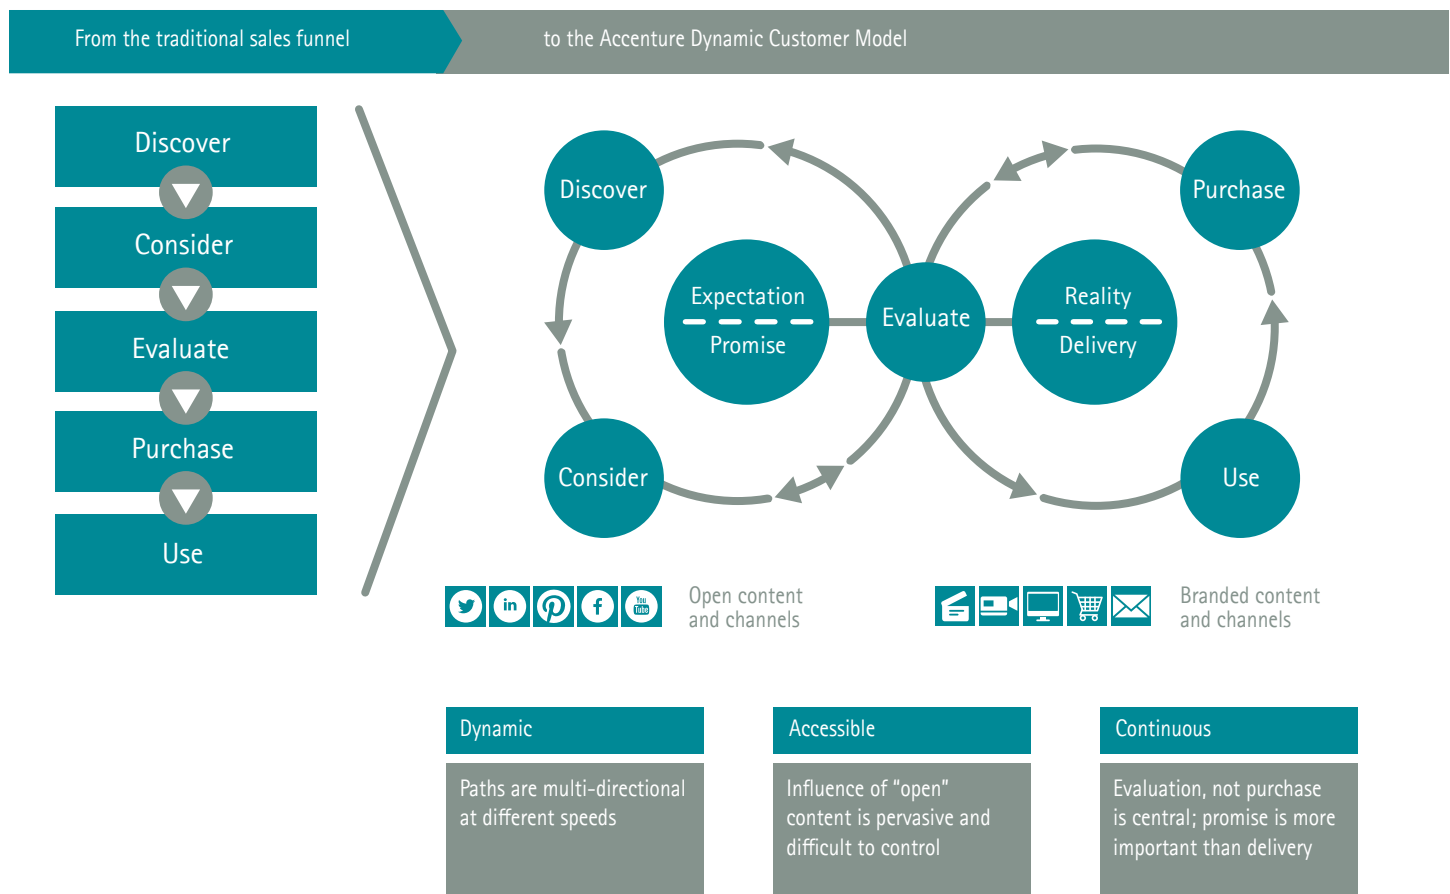 From the traditional sales funnel
to the Accenture Dynamic Customer Model
Discover
Consider
Evaluate
Purchase
Use
Discover
Expectation
Promise
Consider
Evaluate
Reality
Delivery
Purchase
Use
in
f
You
Tube
Open content
and channels
Branded content
and channels
Dynamic
Paths are multi-directional
at different speeds
Accessible
Influence of “open”
content is pervasive and
difficult to control
Continuous
Evaluation, not purchase
is central; promise is more
important than delivery